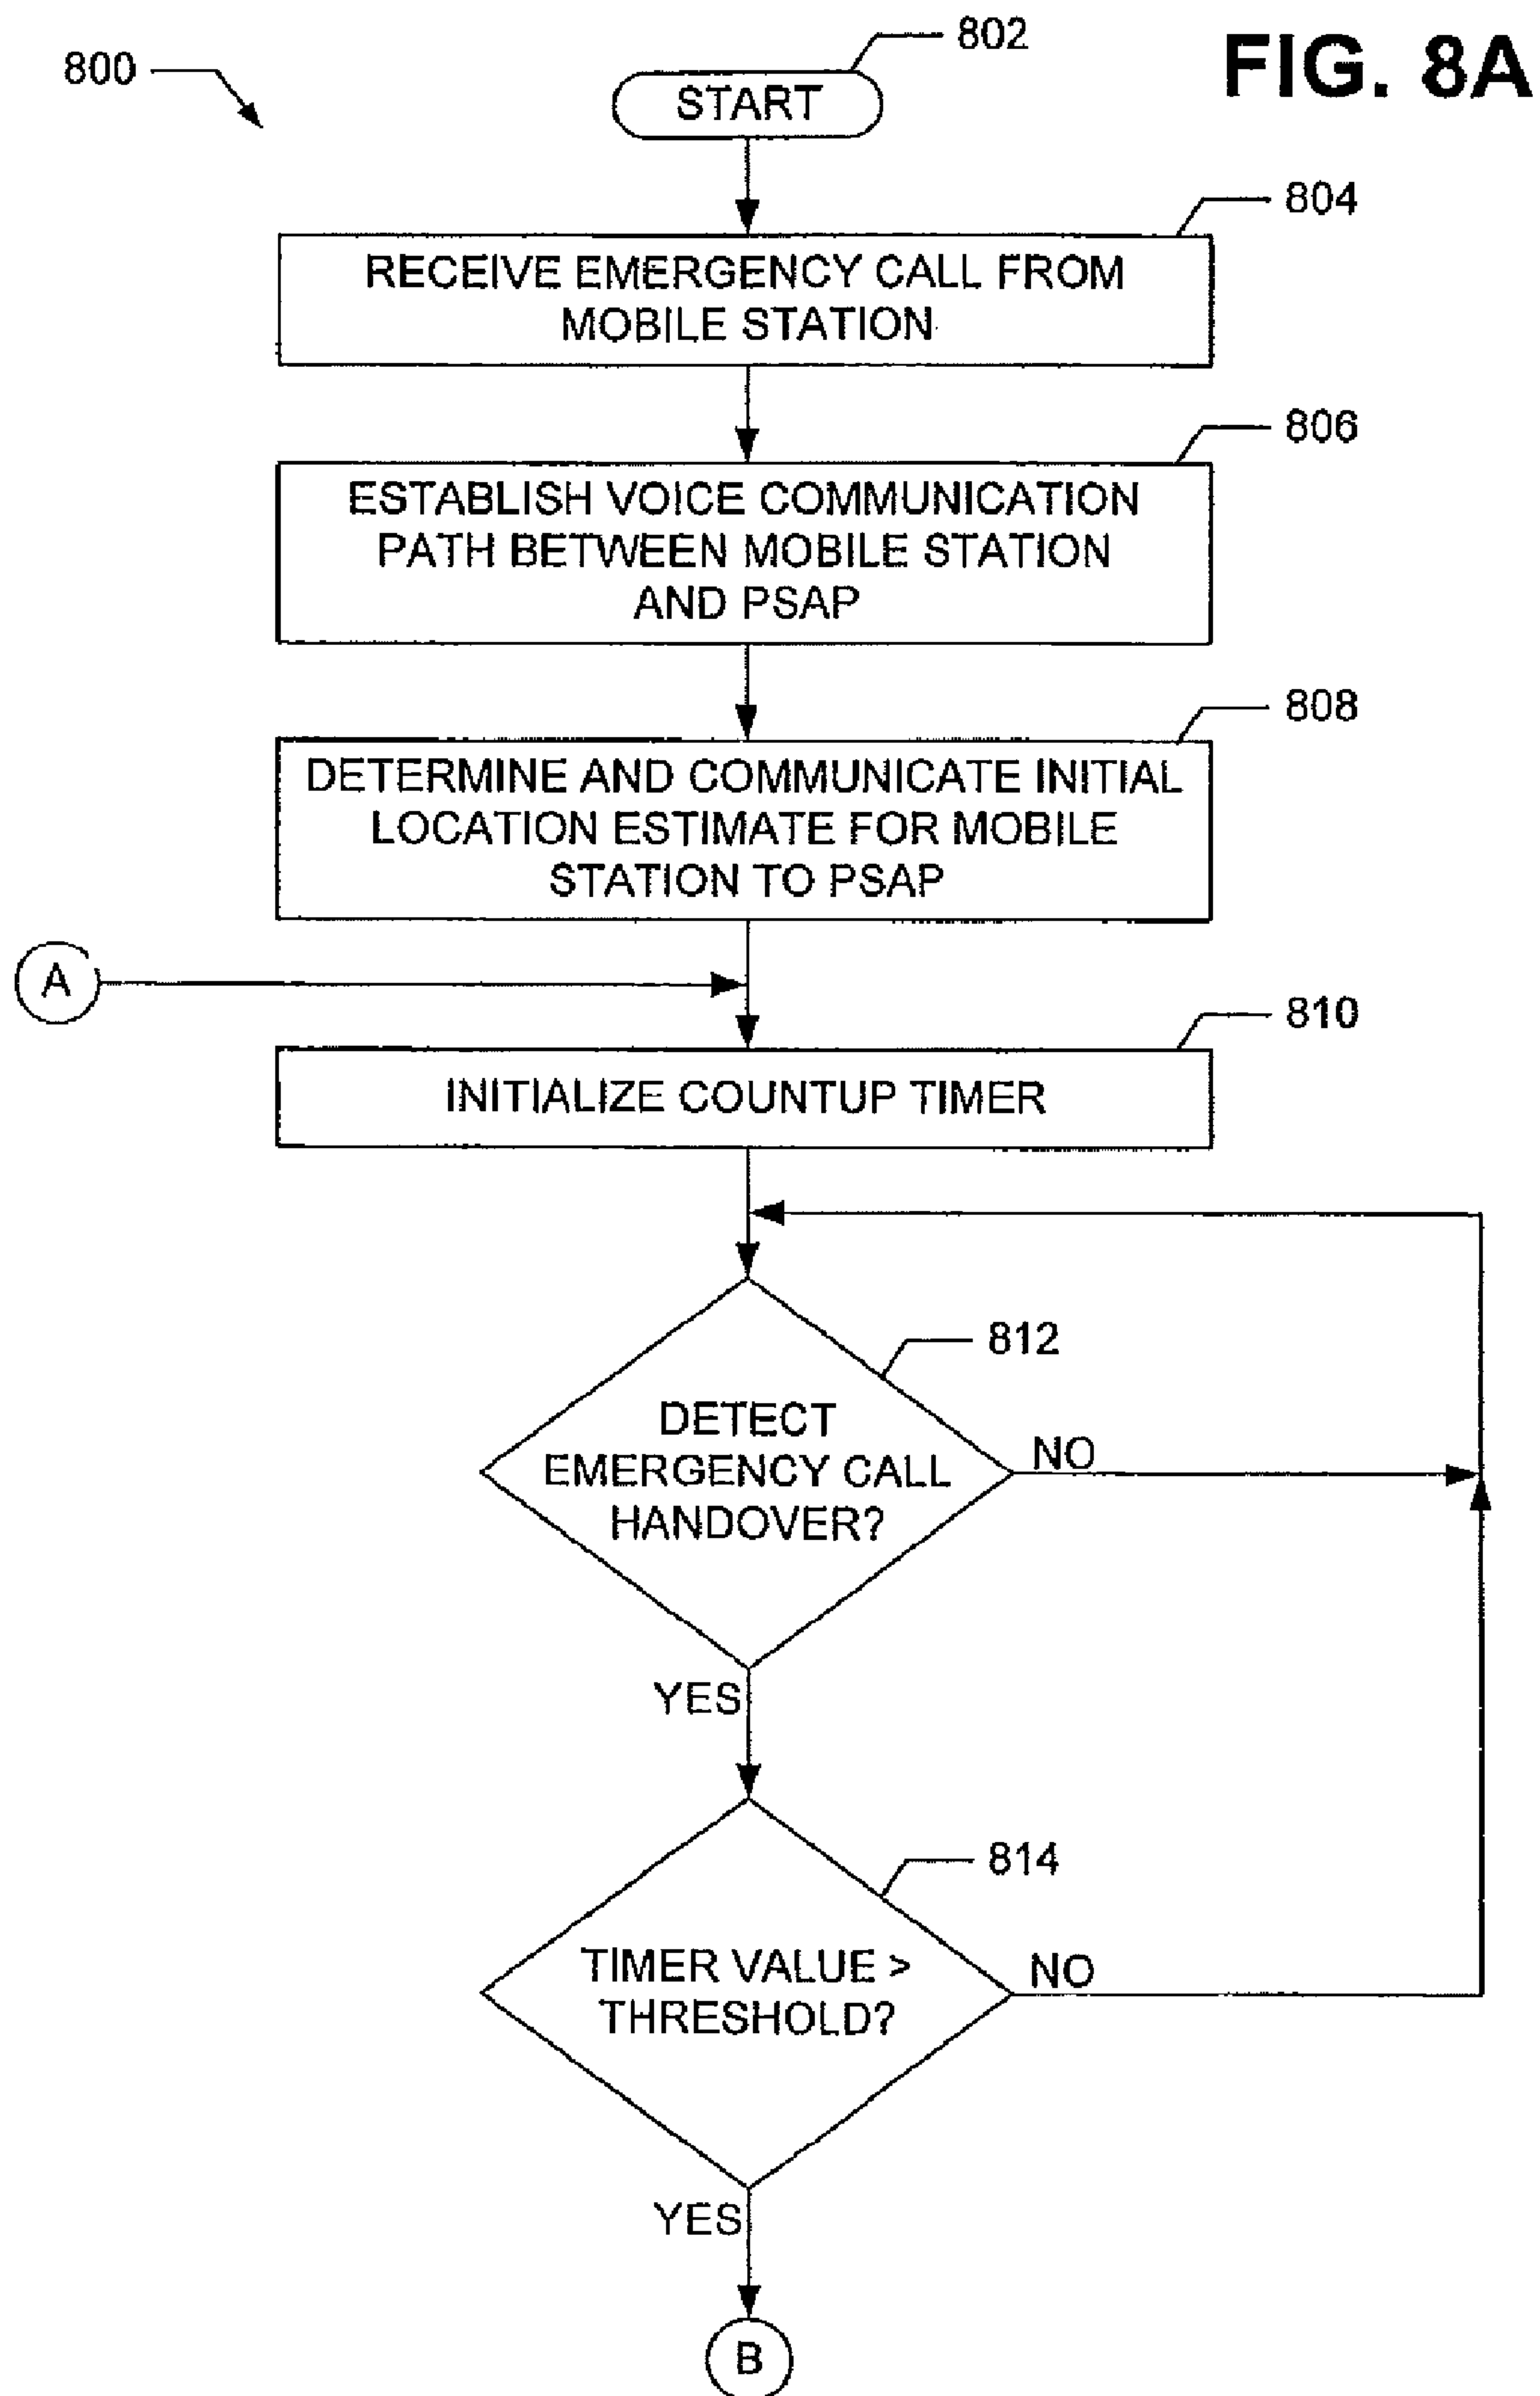 FIG. 8A
800
802
START
804
RECEIVE EMERGENCY CALL FROM
MOBILE STATION
806
ESTABLISH VOICE COMMUNICATION
PATH BETWEEN MOBILE STATION
AND PSAP
808
DETERMINE AND COMMUNICATE INITIAL
LOCATION ESTIMATE FOR MOBILE
STATION TO PSAP
A
810
INITIALIZE COUNTUP TIMER
812
DETECT
EMERGENCY CALL
HANDOVER?
NO
YES
814
TIMER VALUE >
THRESHOLD?
NO
YES
B